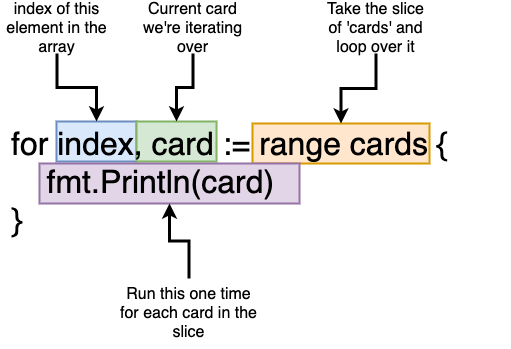 index of this
element in the
array
Current card
we're iterating
over
Take the slice
of 'cards' and
loop over it
for index, card := range cards {
fmt.Println(card)
}
Run this one time
for each card in the
slice